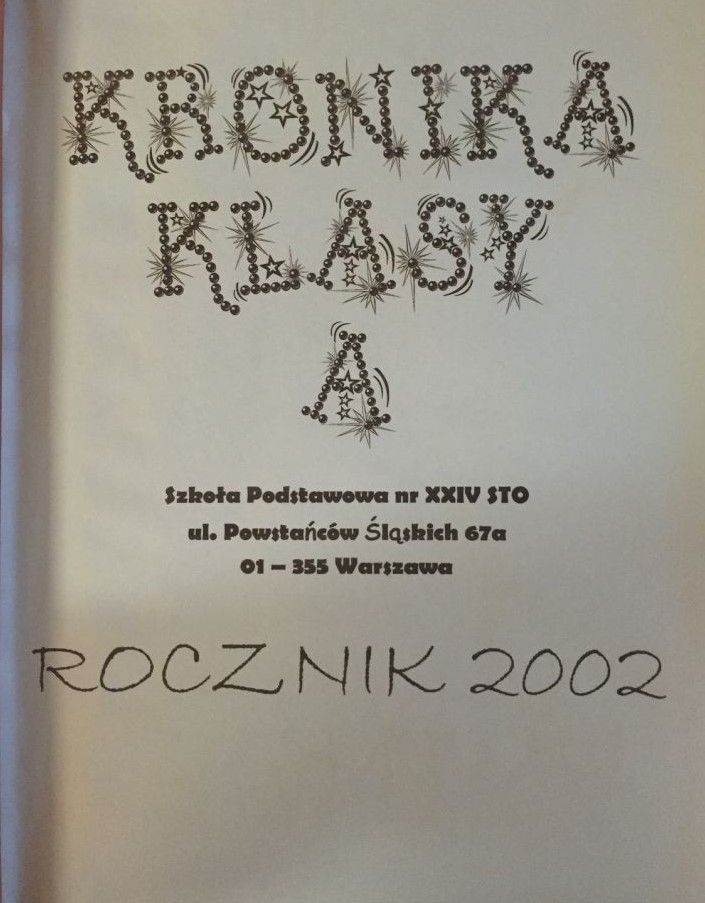 KRONIKA
KLASY
A
Szkoła Podstawowa nr XXIV STO
ul. Powstańców Śląskich 67a
01 – 355 Warszawa
ROCZNIK 2002